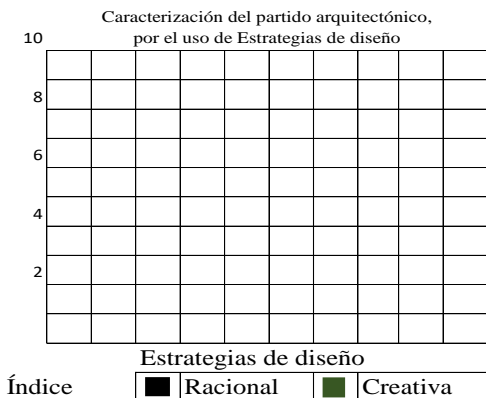 Caracterización del partido arquitectónico,
por el uso de Estrategias de diseño
10
8
6
4
2
Estrategias de diseño
Índice Racional Creativa